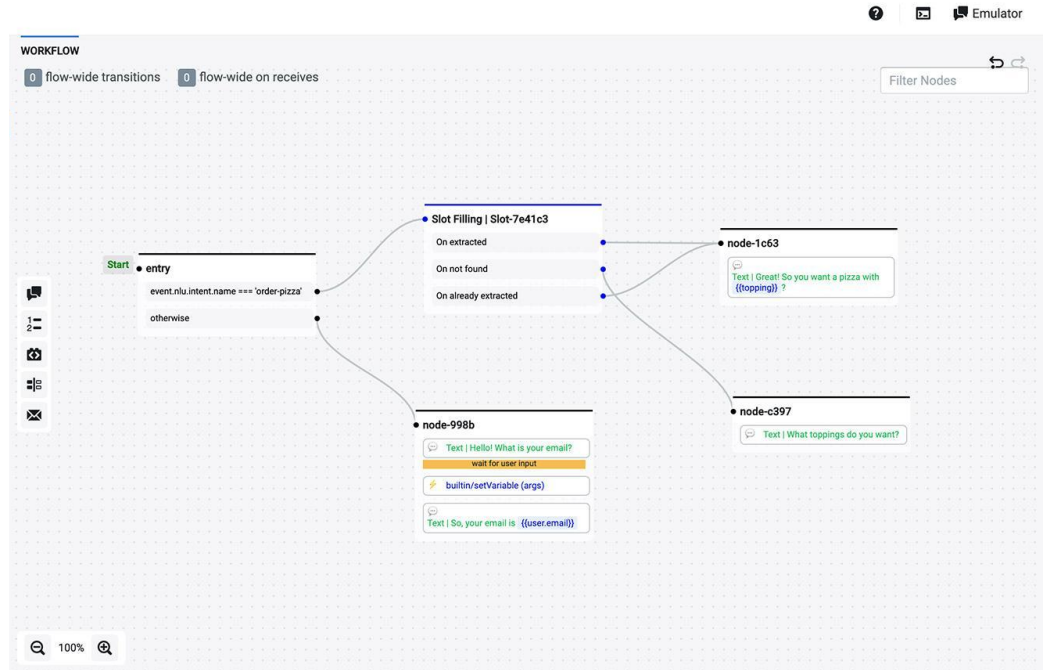 Emulator
WORKFLOW
0 flow-wide transitions 0 flow-wide on receives
Filter Nodes
Slot Filling | Slot-7e41c3
On extracted
On not found
On already extracted
node-1c63
Text | Great! So you want a pizza with
{{topping}} ?
Start
entry
event.nlu.intent.name === 'order-pizza'
otherwise
node-998b
Text | Hello! What is your email?
wait for user input
builtin/setVariable (args)
Text | So, your email is {{user.email}}
node-c397
Text | What toppings do you want?
100%